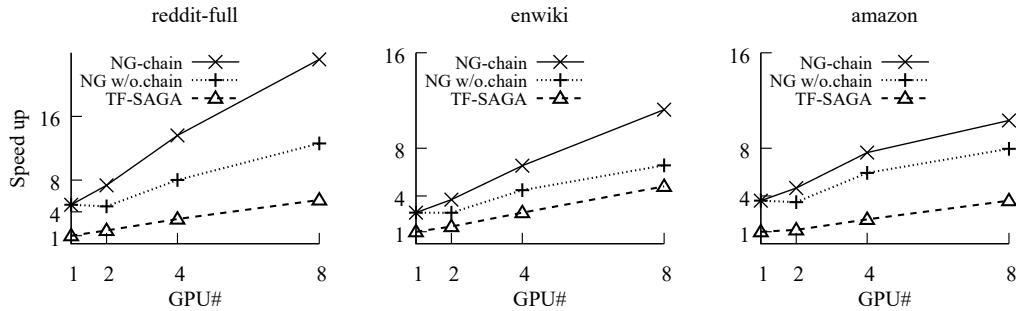 reddit-full
Speed up
16
8
4
1
NG-chain
NG w/o.chain
TF-SAGA
1 2 4 8
GPU#
enwiki
16
8
4
1
NG-chain
NG w/o.chain
TF-SAGA
1 2 4 8
GPU#
amazon
16
8
4
1
NG-chain
NG w/o.chain
TF-SAGA
1 2 4 8
GPU#